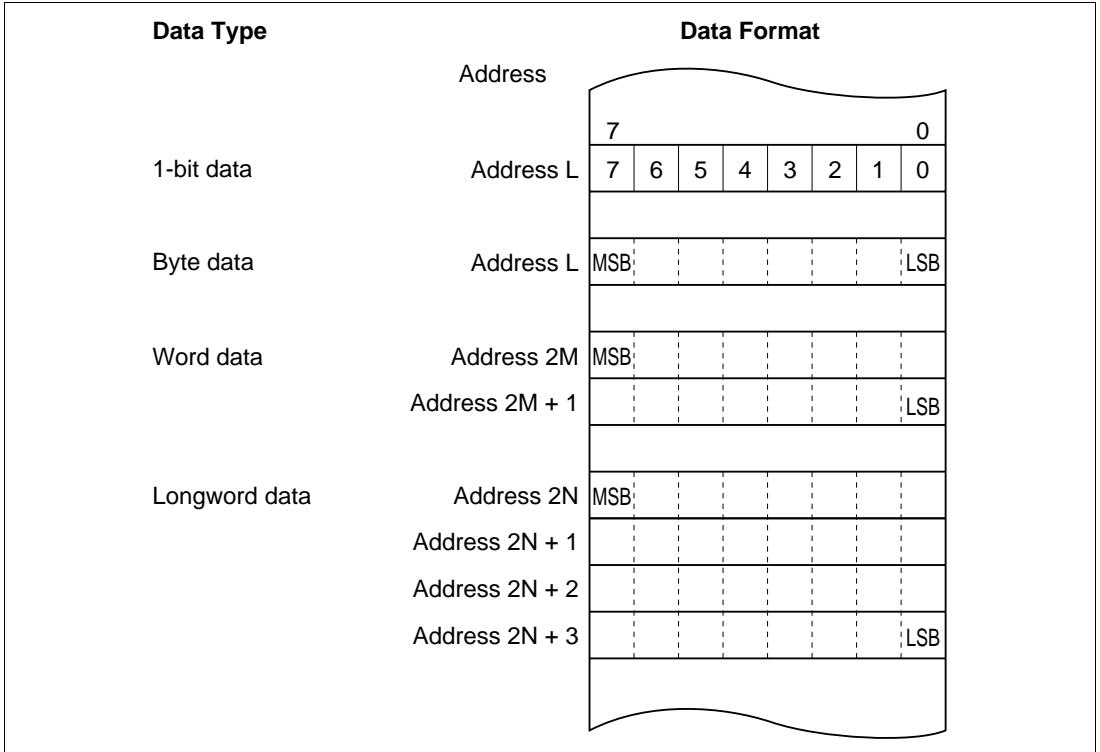 Data Type Data Format
Address
7 0
1-bit data Address L 7 6 5 4 3 2 1 0
Byte data Address L MSB LSB
Word data Address 2M MSB
Address 2M + 1 LSB
Longword data Address 2N MSB
Address 2N + 1
Address 2N + 2
Address 2N + 3 LSB